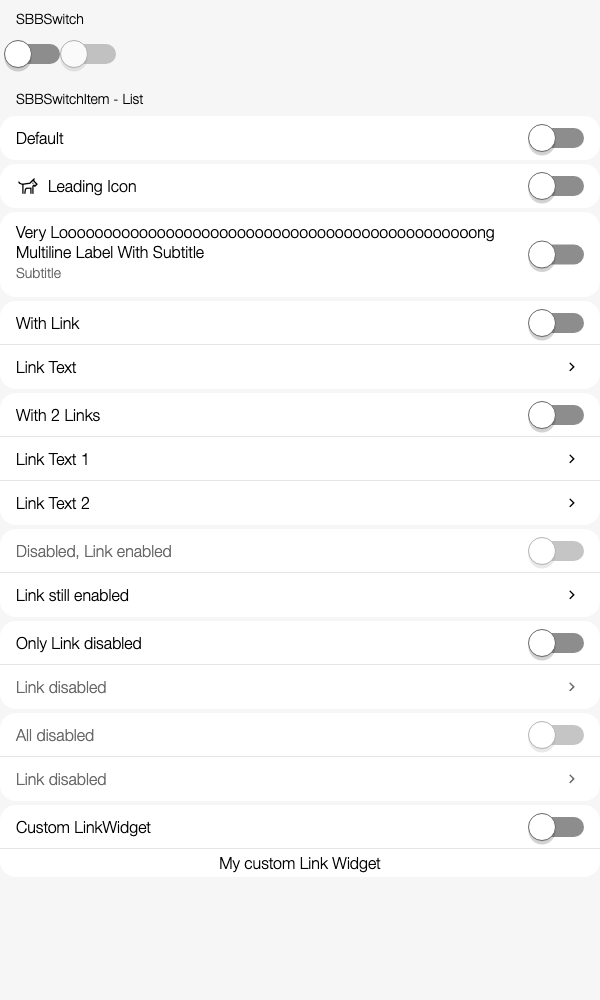 SBBSwitch
SBBSwitchItem - List
Default
Leading Icon
Very Looooooooooooooooooooooooooooooooooooooooooooooong
Multiline Label With Subtitle
Subtitle
With Link
Link Text
With 2 Links
Link Text 1
Link Text 2
Disabled, Link enabled
Link still enabled
Only Link disabled
Link disabled
All disabled
Link disabled
Custom LinkWidget
My custom Link Widget